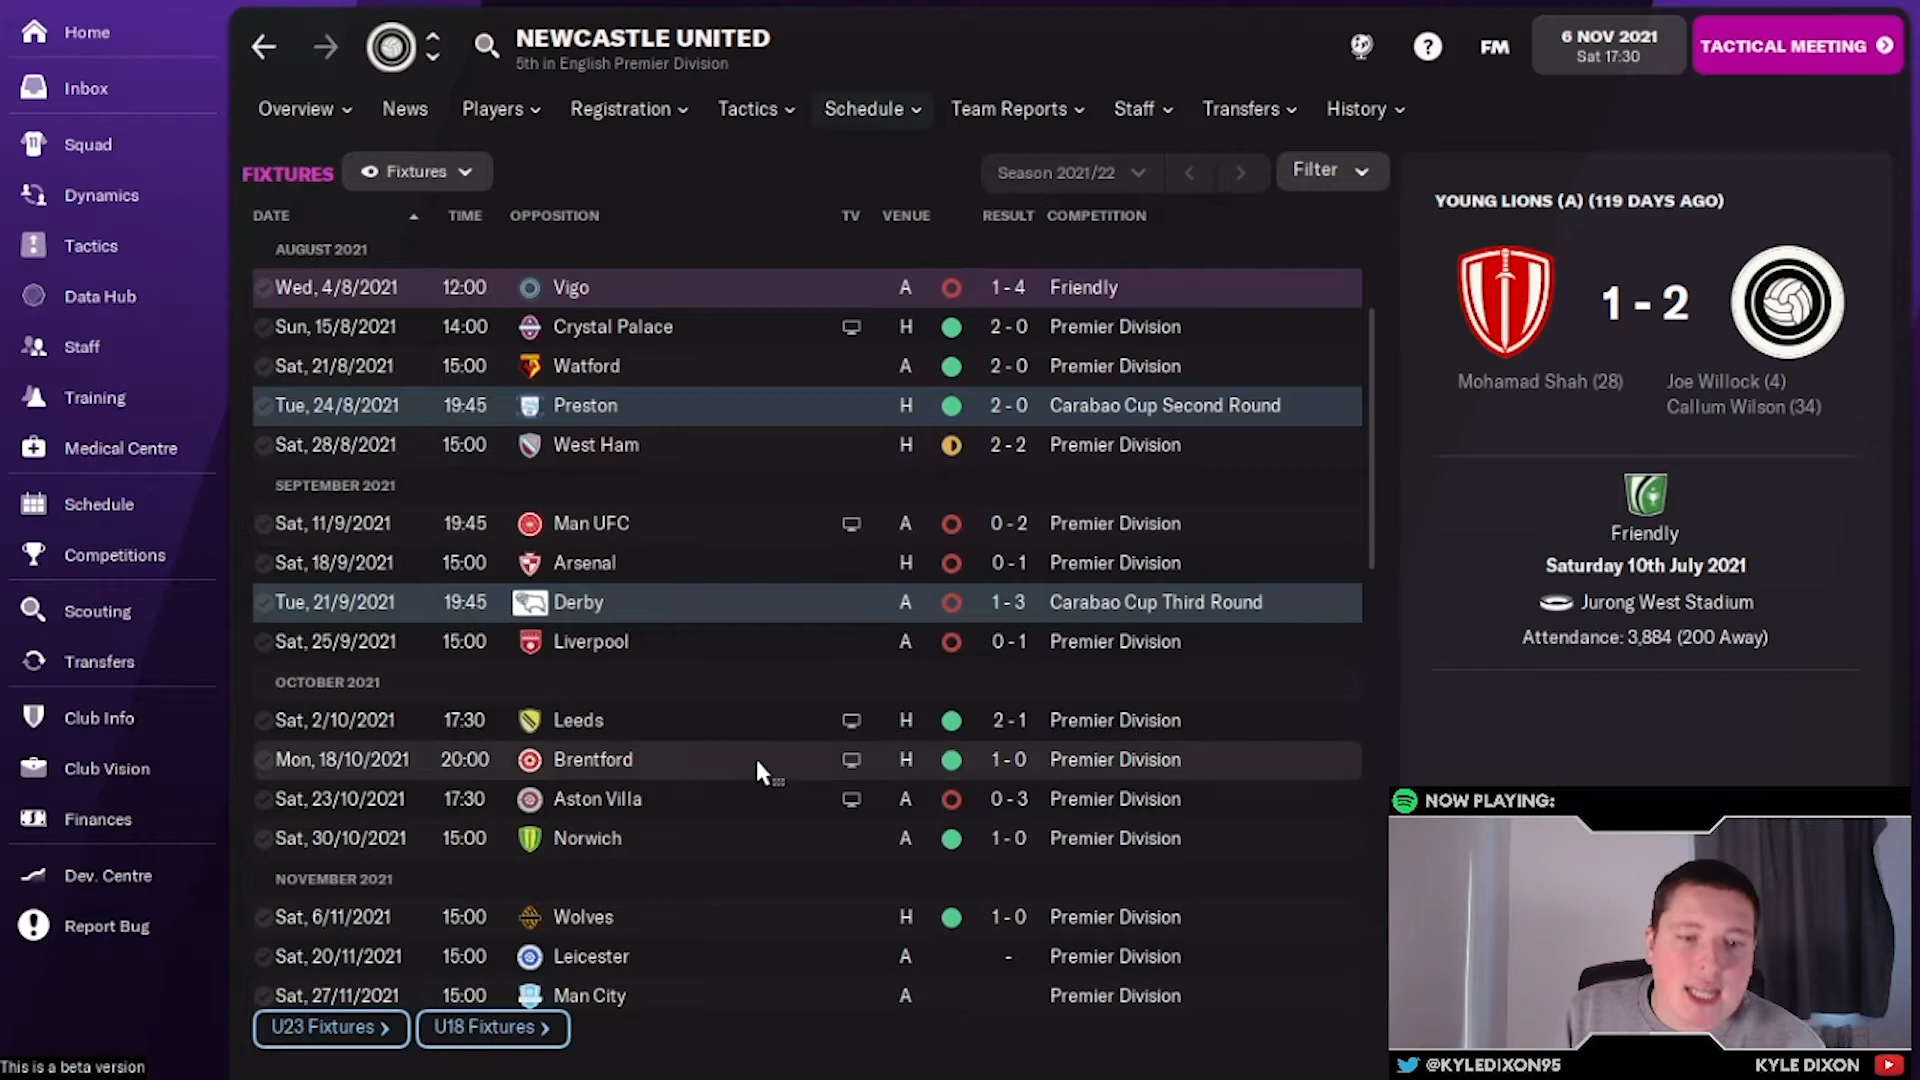 Home
Inbox
Squad
Dynamics
Tactics
Data Hub
Staff
Training
Medical Centre
Schedule
Competitions
Scouting
Transfers
Club Info
Club Vision
Finances
Dev. Centre
Report Bug
This is a beta version
NEWCASTLE UNITED
5th in English Premier Division
? FM
6 NOV 2021
Sat 17:30
TACTICAL MEETING
Overview News Players Registration Tactics Schedule Team Reports Staff Transfers History
FIXTURES Fixtures Season 2021/22 Filter
DATE TIME OPPOSITION TV VENUE RESULT COMPETITION
AUGUST 2021
Wed, 4/8/2021 12:00 Vigo A 1 - 4 Friendly
Sun, 15/8/2021 14:00 Crystal Palace H 2 - 0 Premier Division
Sat, 21/8/2021 15:00 Watford A 2 - 0 Premier Division
Tue, 24/8/2021 19:45 Preston H 2 - 0 Carabao Cup Second Round
Sat, 28/8/2021 15:00 West Ham H 2 - 2 Premier Division
SEPTEMBER 2021
Sat, 11/9/2021 19:45 Man UFC A 0 - 2 Premier Division
Sat, 18/9/2021 15:00 Arsenal H 0 - 1 Premier Division
Tue, 21/9/2021 19:45 Derby A 1 - 3 Carabao Cup Third Round
Sat, 25/9/2021 15:00 Liverpool A 0 - 1 Premier Division
OCTOBER 2021
Sat, 2/10/2021 17:30 Leeds H 2 - 1 Premier Division
Mon, 18/10/2021 20:00 Brentford H 1 - 0 Premier Division
Sat, 23/10/2021 17:30 Aston Villa A 0 - 3 Premier Division
Sat, 30/10/2021 15:00 Norwich A 1 - 0 Premier Division
NOVEMBER 2021
Sat, 6/11/2021 15:00 Wolves H 1 - 0 Premier Division
Sat, 20/11/2021 15:00 Leicester A - Premier Division
Sat, 27/11/2021 15:00 Man City A Premier Division
U23 Fixtures U18 Fixtures
YOUNG LIONS (A) (119 DAYS AGO)
1 - 2
Mohamad Shah (28) Joe Willock (4)
Callum Wilson (34)
Friendly
Saturday 10th July 2021
Jurong West Stadium
Attendance: 3,884 (200 Away)
NOW PLAYING:
@KYLEDIXON95 KYLE DIXON